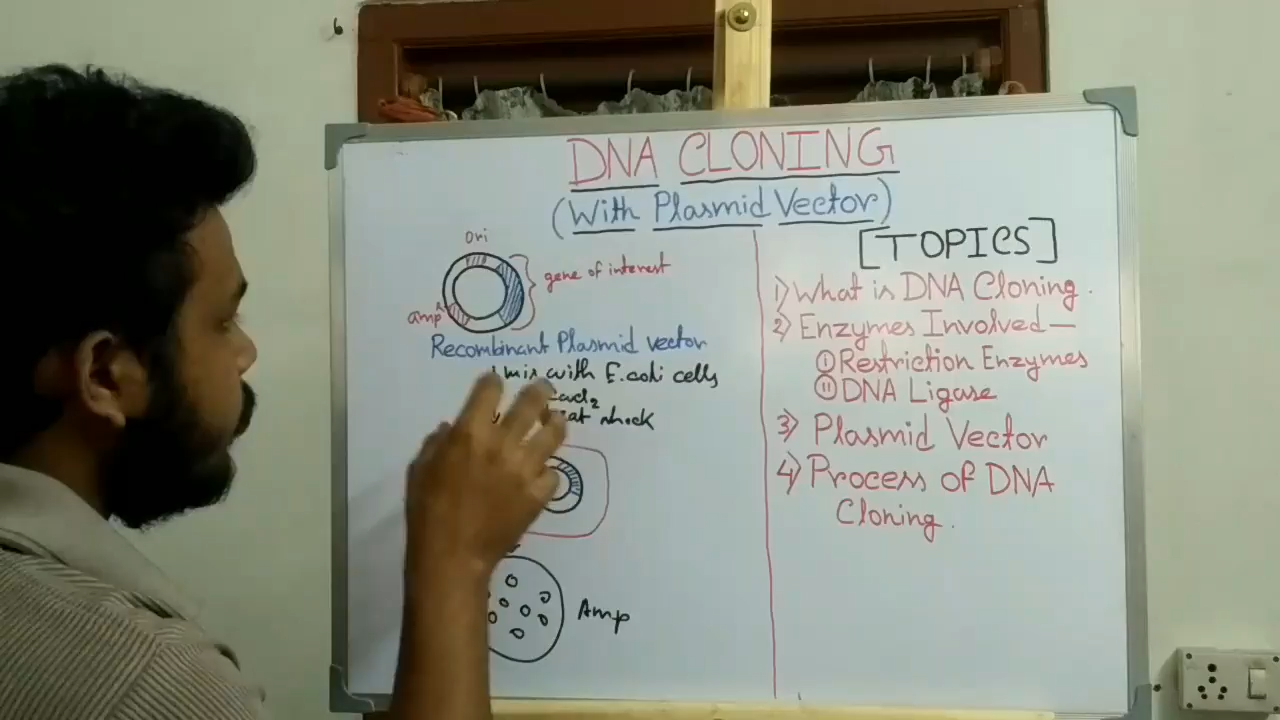 DNA CLONING
(With Plasmid Vector)
Ori
gene of interest
amp^R
Recombinant Plasmid vector
mix with E.coli cells
CaCl2
heat shock
Amp
[TOPICS]
1) What is DNA Cloning.
2) Enzymes Involved—
(i) Restriction Enzymes
(ii) DNA Ligase
3) Plasmid Vector
4) Process of DNA
Cloning.